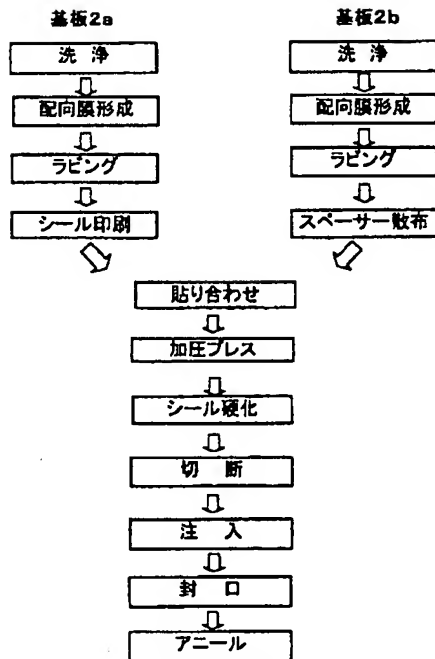 基板2a
洗 浄
配向膜形成
ラビング
シール印刷
基板2b
洗 浄
配向膜形成
ラビング
スペーサー散布
貼り合わせ
加圧プレス
シール硬化
切 断
注 入
封 口
アニール